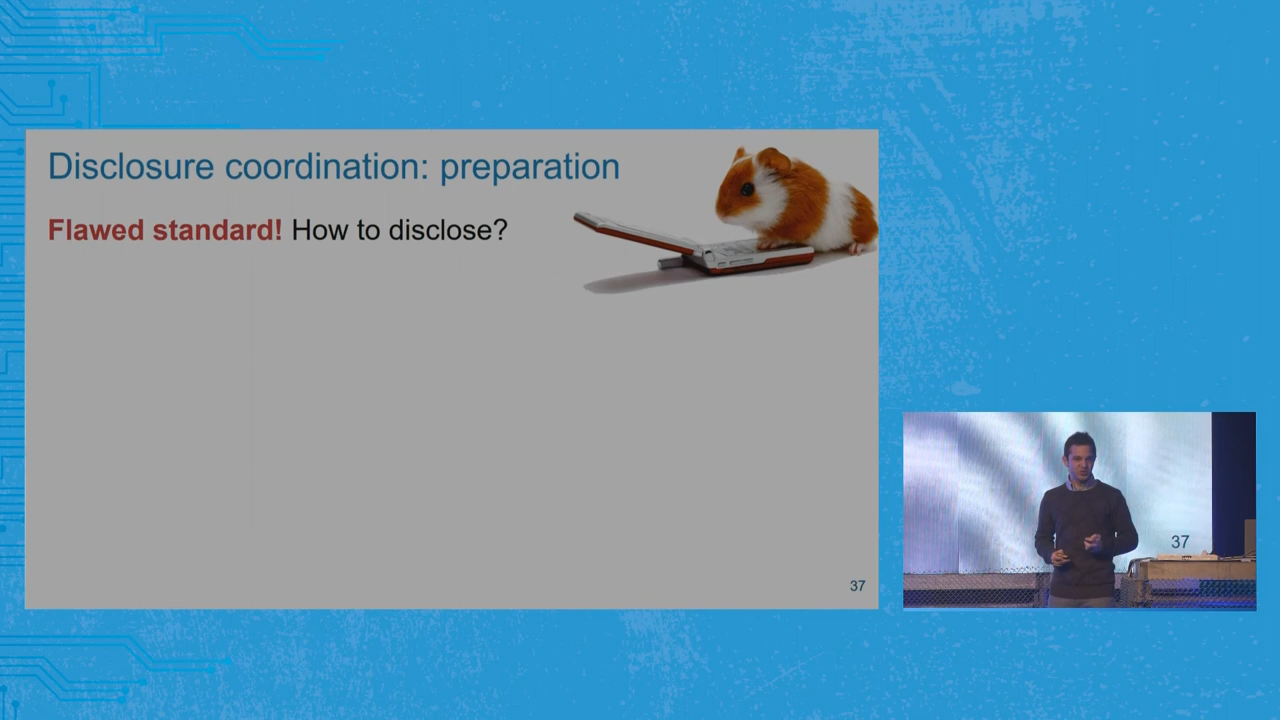 Disclosure coordination: preparation
Flawed standard! How to disclose?
37
37